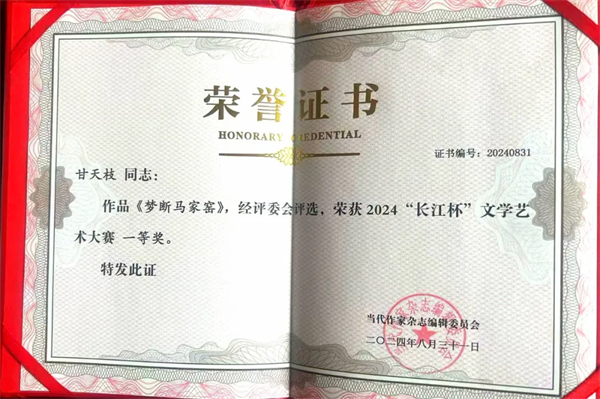 荣誉证书
HONORARY CREDENTIAL
证书编号：20240831
甘天枝 同志：
作品《梦断马家窑》，经评委会评选，荣获2024“长江杯”文学艺
术大赛 一等奖。
特发此证
当代作家杂志编辑委员会
二〇二四年八月三十一日